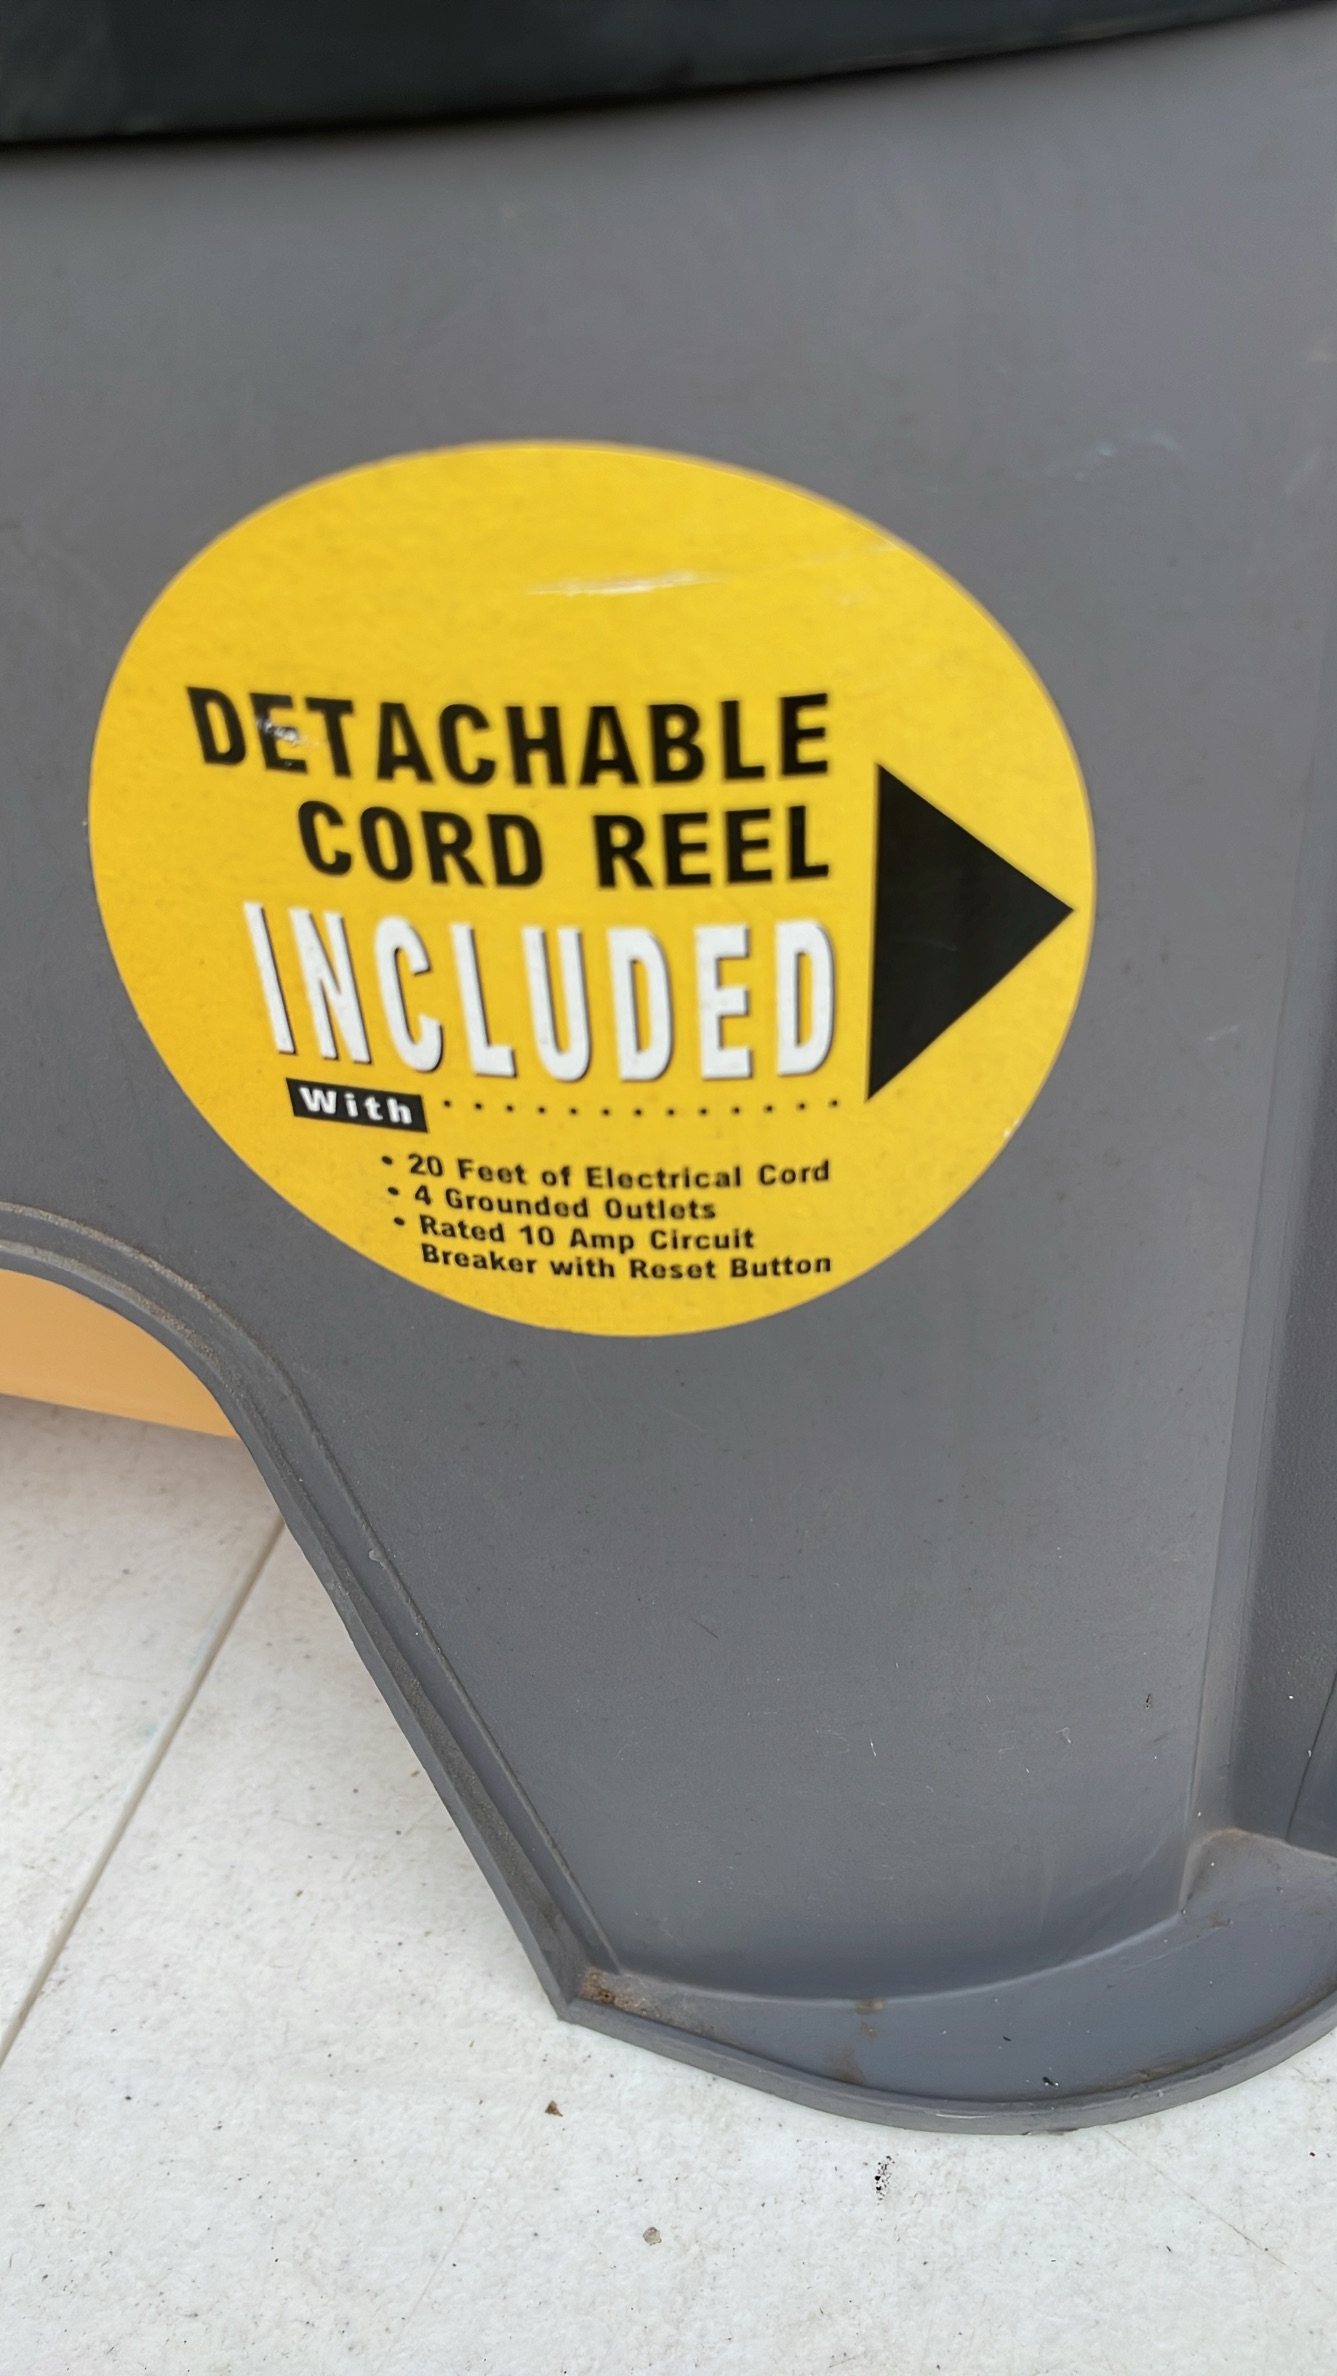 DETACHABLE
CORD REEL
INCLUDED
With
• 20 Feet of Electrical Cord
• 4 Grounded Outlets
• Rated 10 Amp Circuit
Breaker with Reset Button